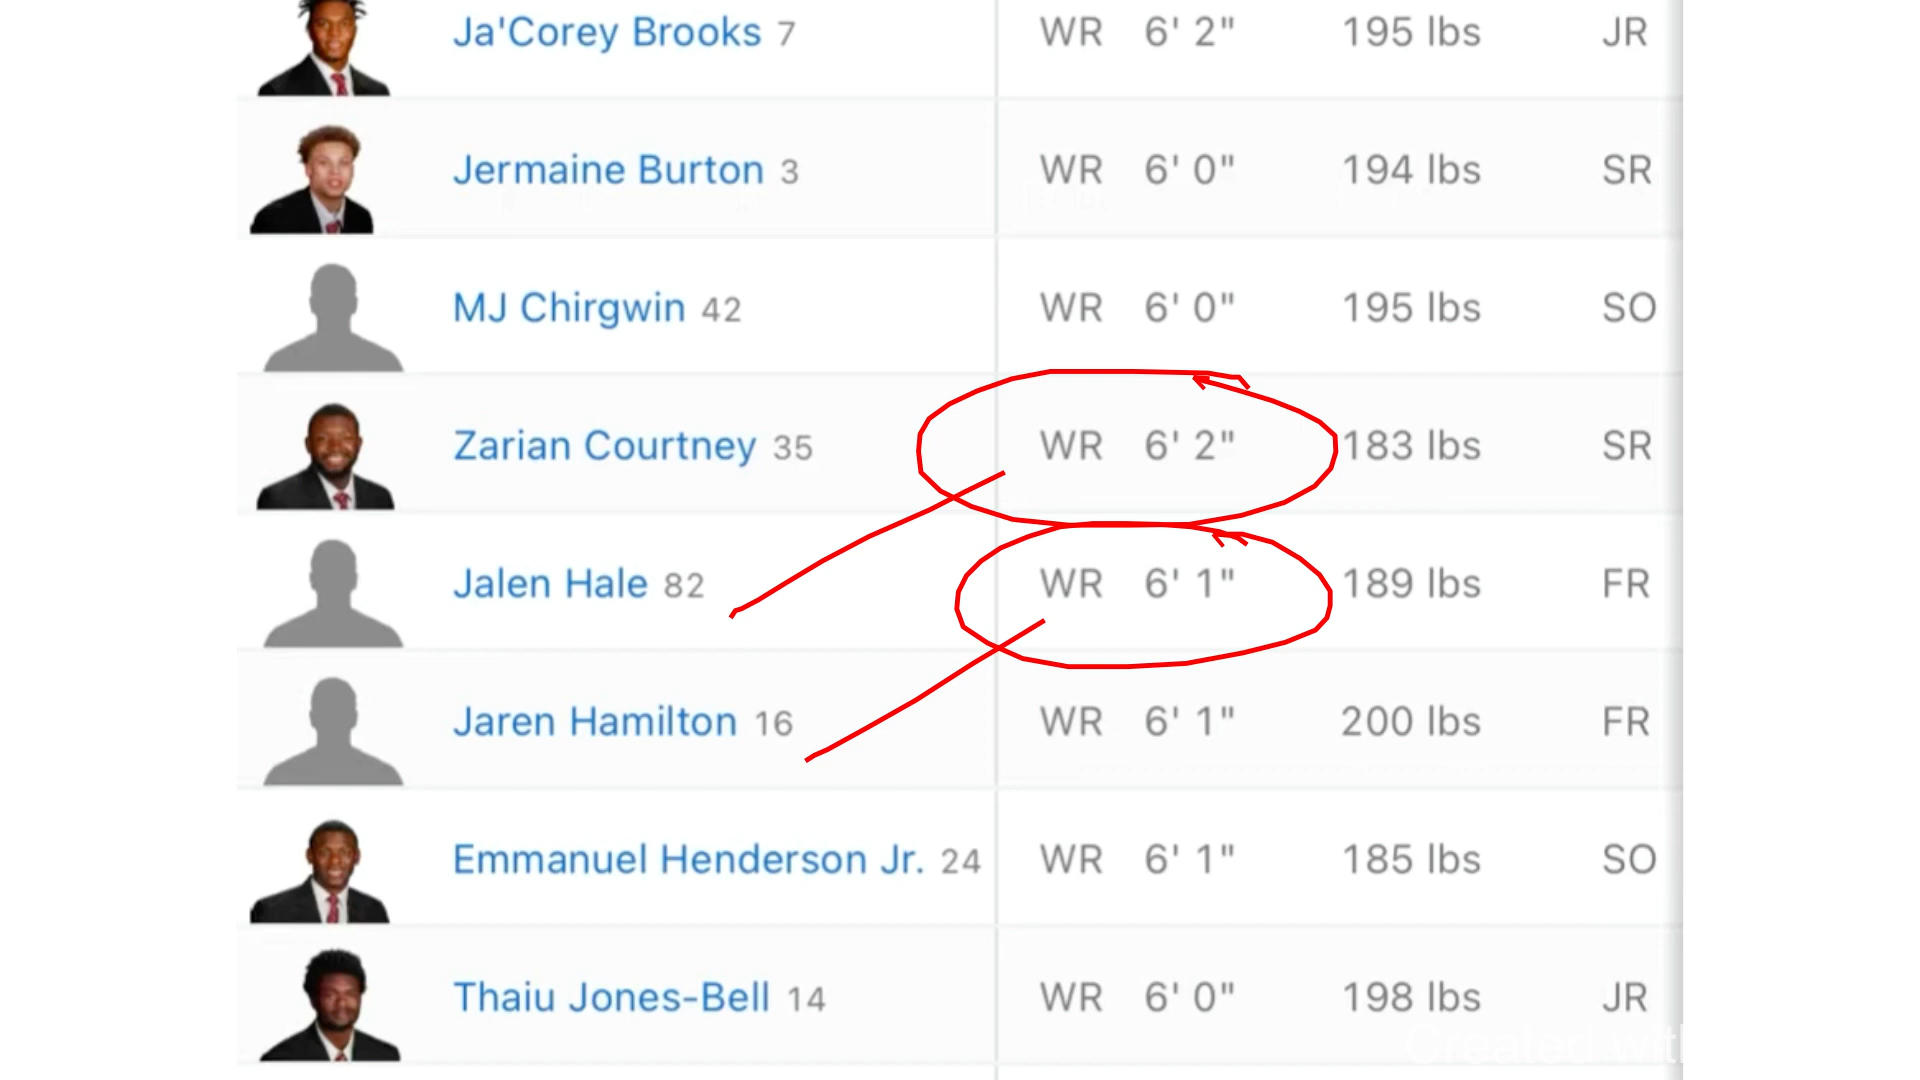 Ja'Corey Brooks 7 WR 6' 2" 195 lbs JR
Jermaine Burton 3 WR 6' 0" 194 lbs SR
MJ Chirgwin 42 WR 6' 0" 195 lbs SO
Zarian Courtney 35 WR 6' 2" 183 lbs SR
Jalen Hale 82 WR 6' 1" 189 lbs FR
Jaren Hamilton 16 WR 6' 1" 200 lbs FR
Emmanuel Henderson Jr. 24 WR 6' 1" 185 lbs SO
Thaiu Jones-Bell 14 WR 6' 0" 198 lbs JR
Created with